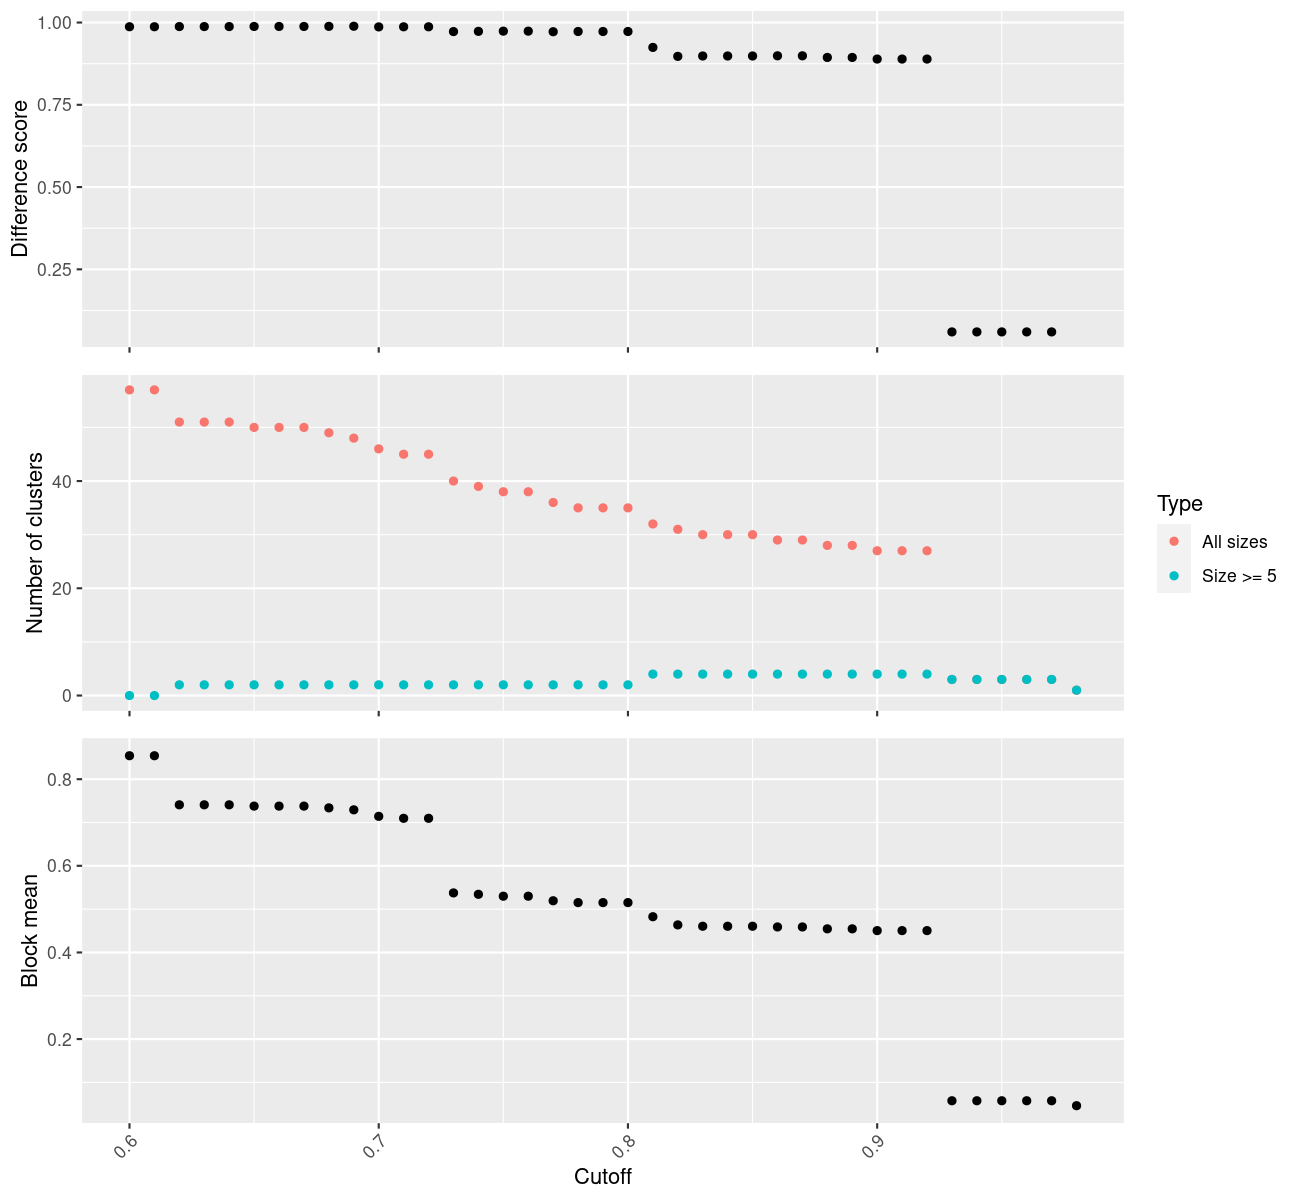 Difference score
1.00
0.75
0.50
0.25
Number of clusters
40
20
0
Type
All sizes
Size >= 5
Block mean
0.8
0.6
0.4
0.2
0.6
0.7
0.8
0.9
Cutoff